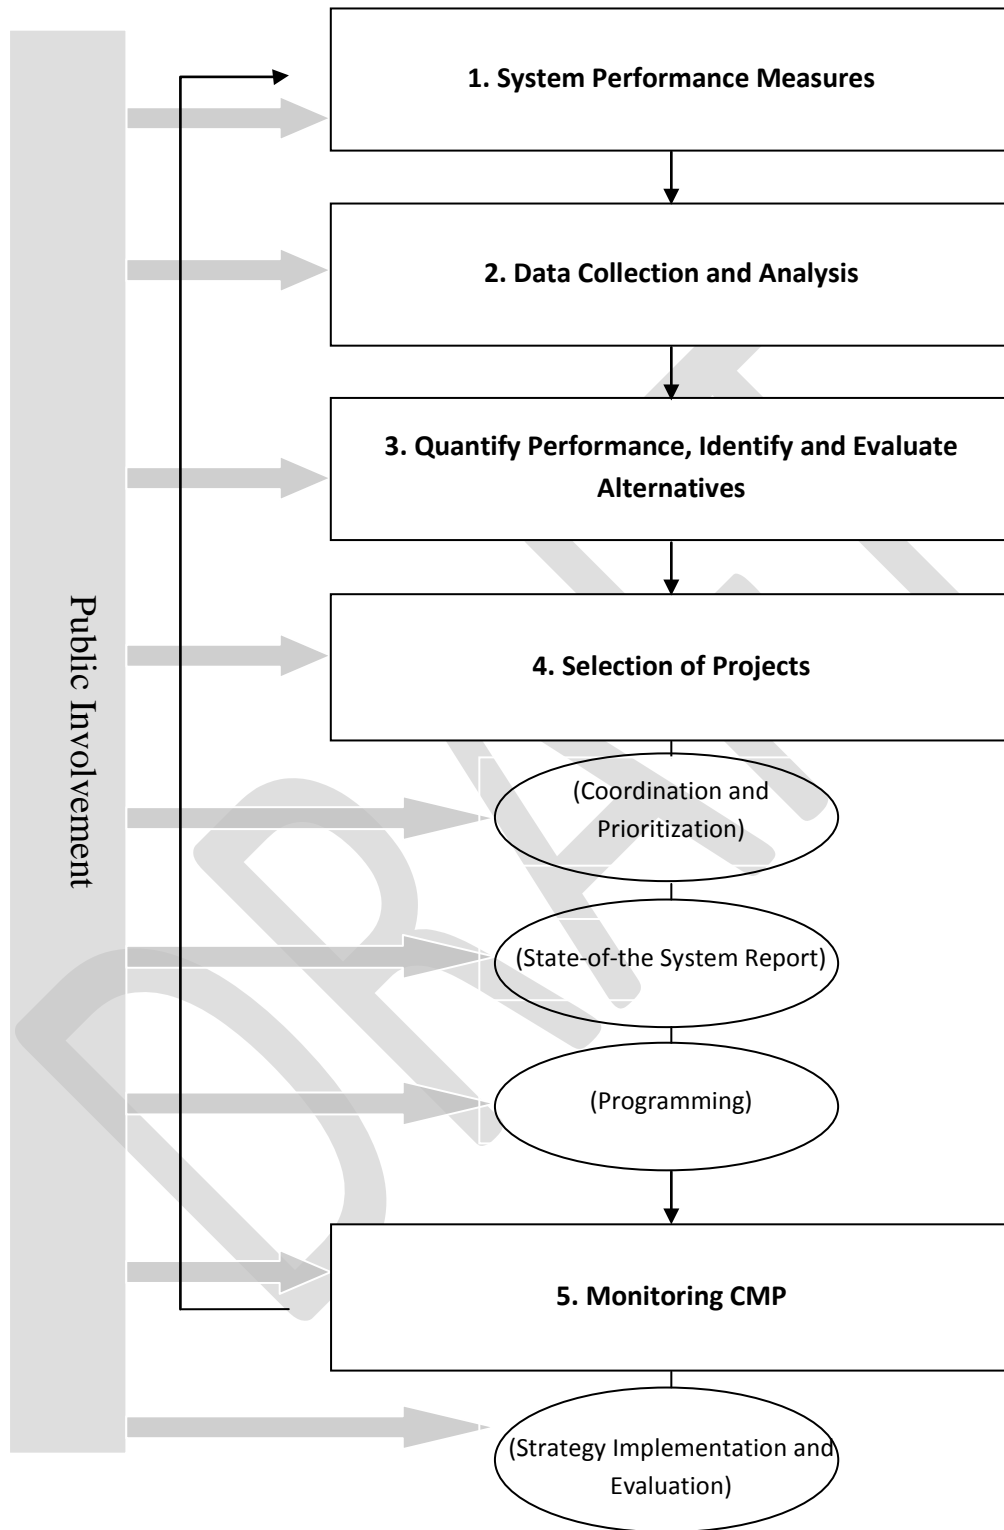 1. System Performance Measures
2. Data Collection and Analysis
3. Quantify Performance, Identify and Evaluate
Alternatives
4. Selection of Projects
Public Involvement
(Coordination and
Prioritization)
(State-of-the System Report)
(Programming)
5. Monitoring CMP
(Strategy Implementation and
Evaluation)
DRAFT